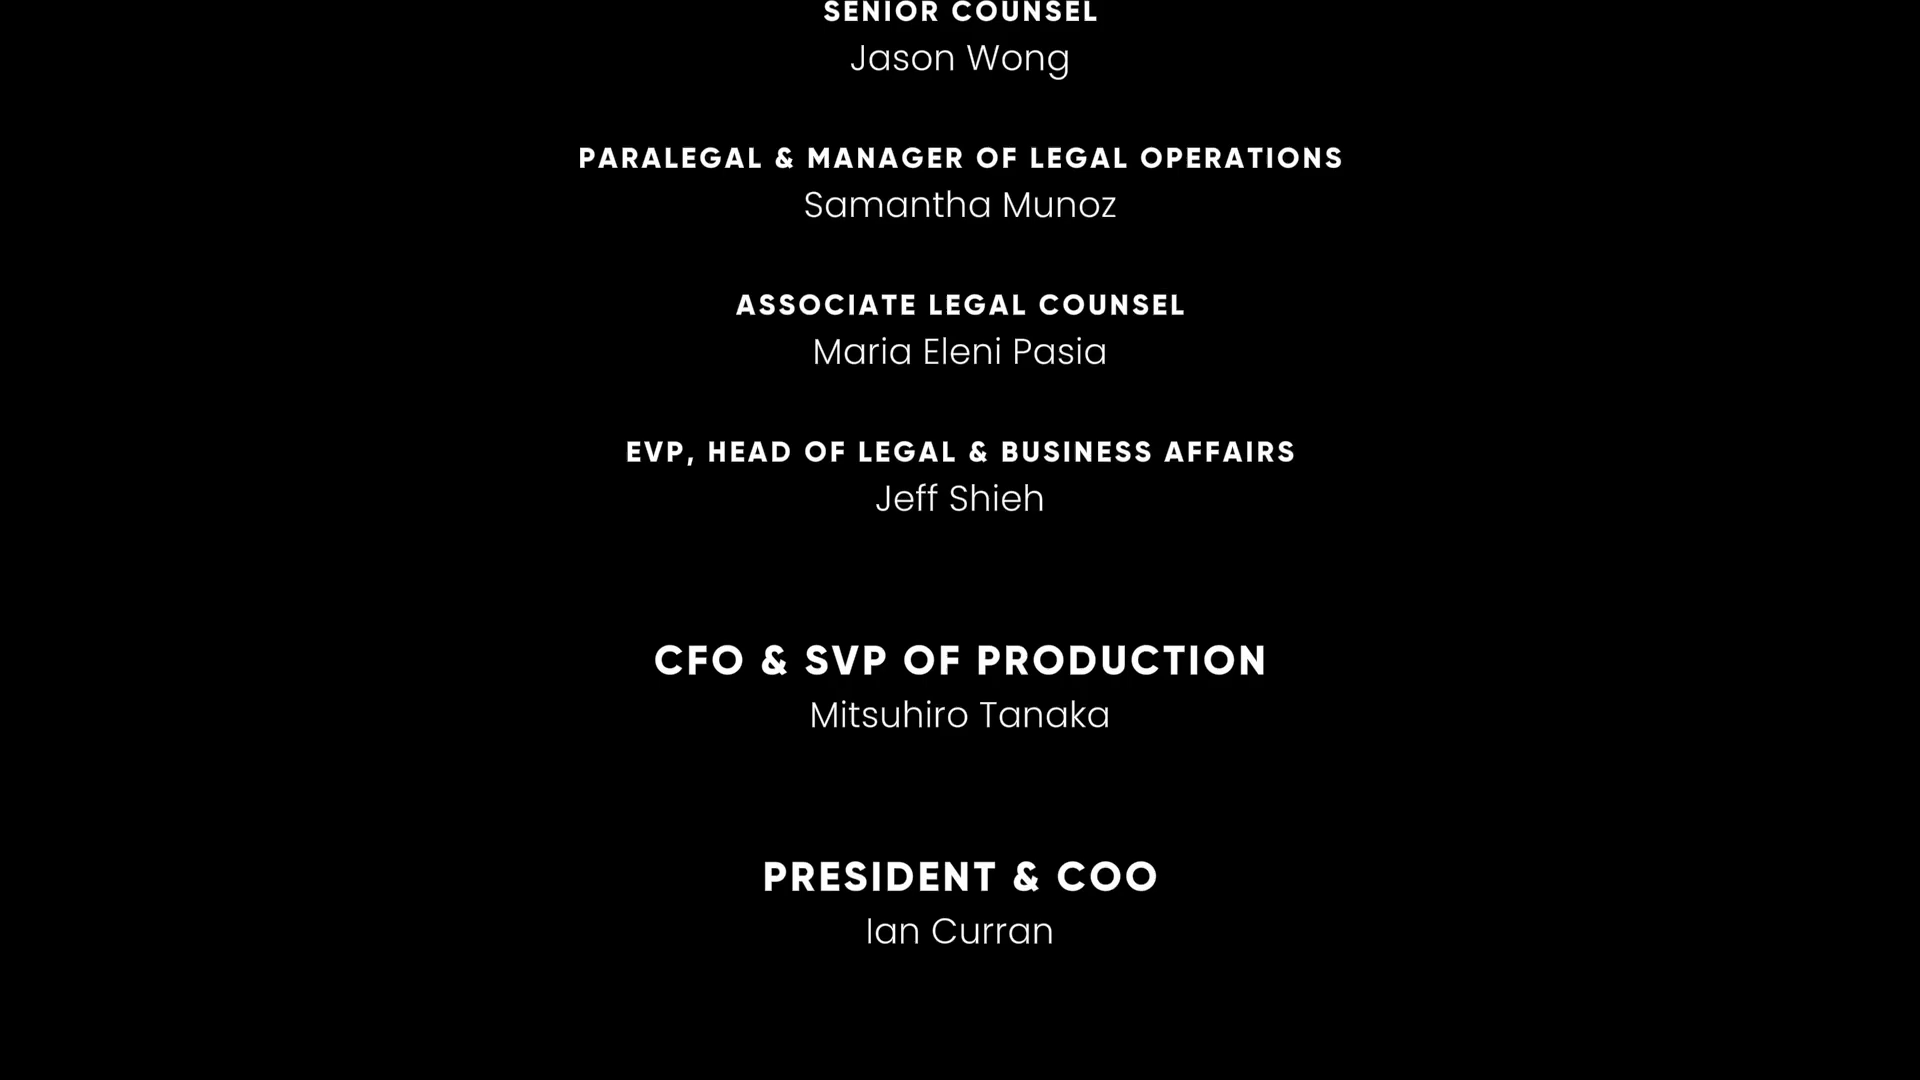 SENIOR COUNSEL
Jason Wong
PARALEGAL & MANAGER OF LEGAL OPERATIONS
Samantha Munoz
ASSOCIATE LEGAL COUNSEL
Maria Eleni Pasia
EVP, HEAD OF LEGAL & BUSINESS AFFAIRS
Jeff Shieh
CFO & SVP OF PRODUCTION
Mitsuhiro Tanaka
PRESIDENT & COO
Ian Curran